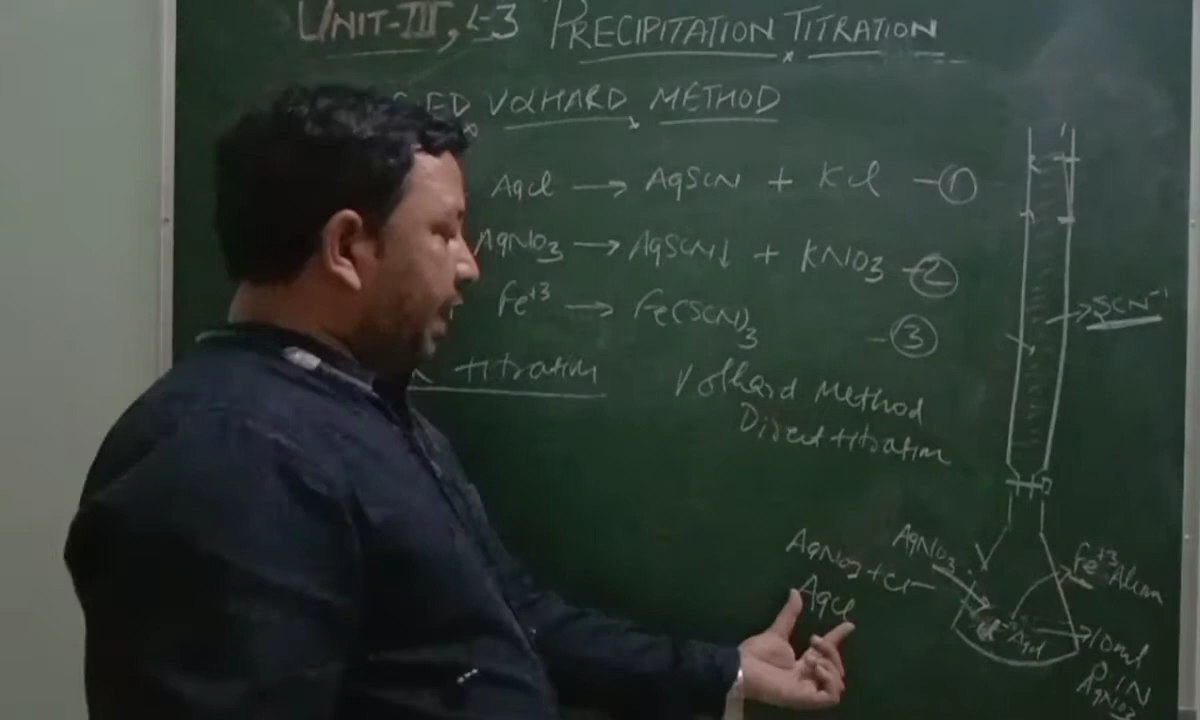 UNIT-III, L-3 PRECIPITATION TITRATION
ED VOLHARD METHOD
AgCl → AgSCN + KCl -①
AgNO3 → AgSCN↓ + KNO3 -②
Fe+3 → Fe(SCN)3 -③
titration
Volhard Method
Direct titration
→ SCN-1
AgNO3 + Cl-
AgCl
AgNO3
Fe+3 Alum
→ 10ml
1N
AgNO3